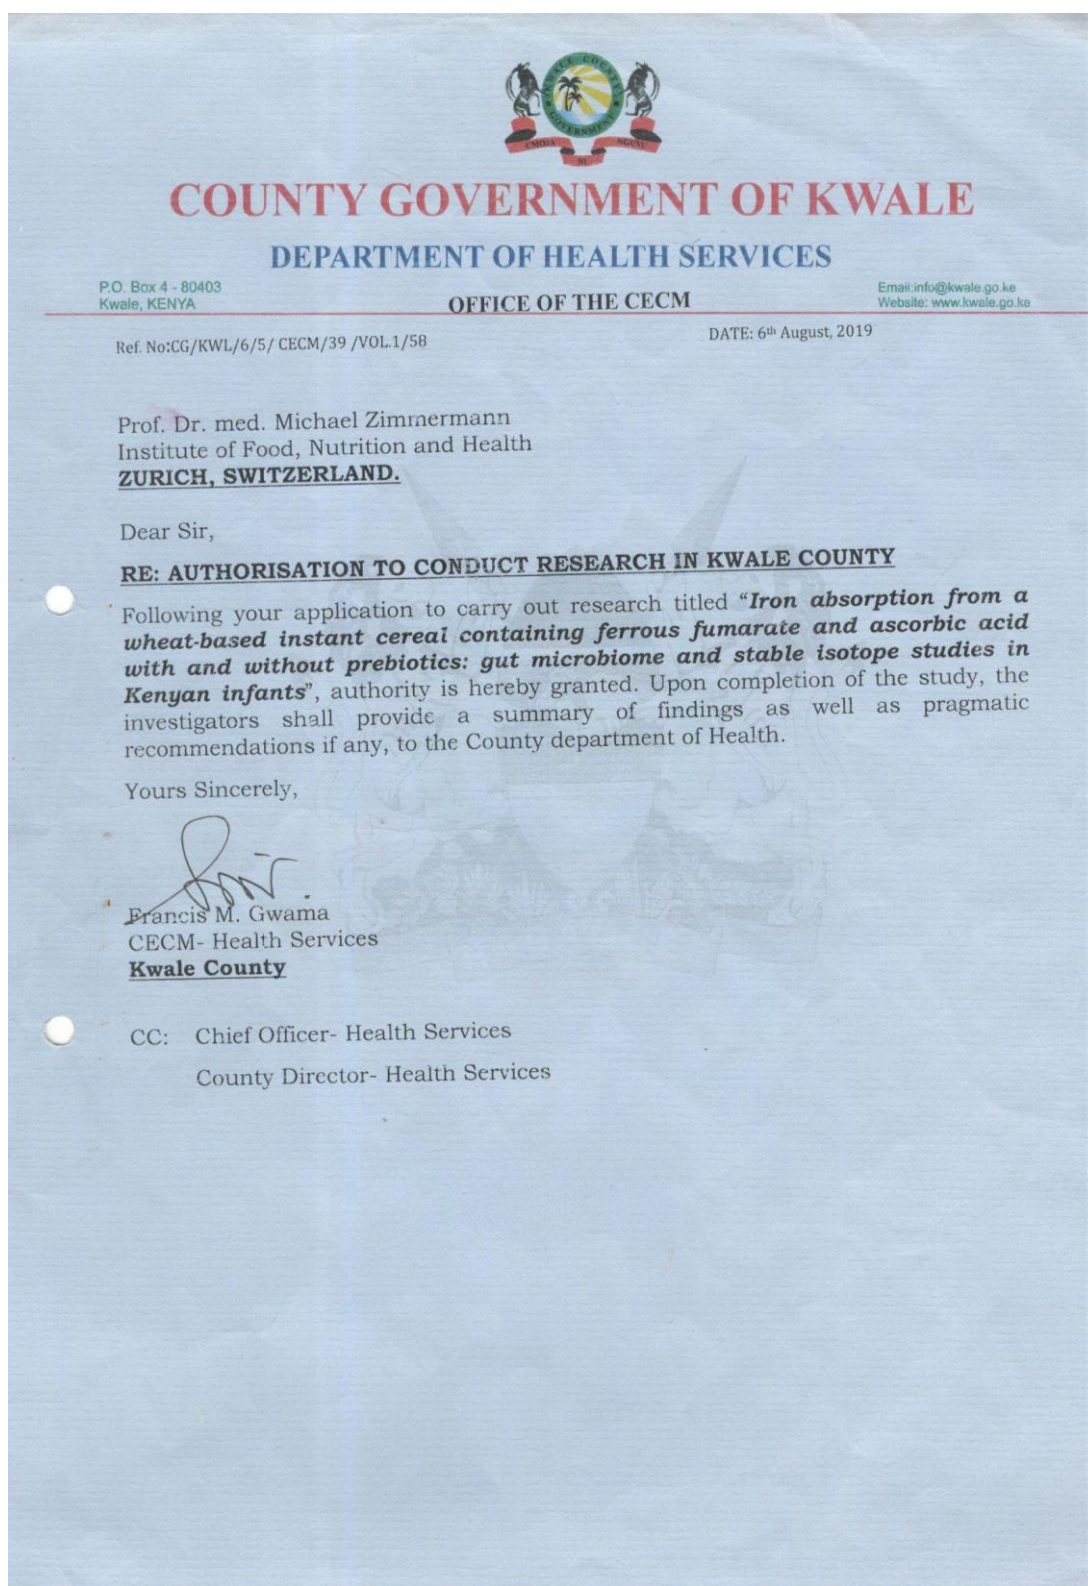 KWALE COUNTY
GOVERNMENT
UMOJA NI NGUVU
COUNTY GOVERNMENT OF KWALE
DEPARTMENT OF HEALTH SERVICES
P.O. Box 4 - 80403
Kwale, KENYA
OFFICE OF THE CECM
Email:info@kwale.go.ke
Website: www.kwale.go.ke
Ref. No:CG/KWL/6/5/ CECM/39 /VOL.1/58
DATE: 6th August, 2019
Prof. Dr. med. Michael Zimmermann
Institute of Food, Nutrition and Health
ZURICH, SWITZERLAND.
Dear Sir,
RE: AUTHORISATION TO CONDUCT RESEARCH IN KWALE COUNTY
Following your application to carry out research titled “Iron absorption from a
wheat-based instant cereal containing ferrous fumarate and ascorbic acid
with and without prebiotics: gut microbiome and stable isotope studies in
Kenyan infants”, authority is hereby granted. Upon completion of the study, the
investigators shall provide a summary of findings as well as pragmatic
recommendations if any, to the County department of Health.
Yours Sincerely,
Francis M. Gwama
CECM- Health Services
Kwale County
CC: Chief Officer- Health Services
County Director- Health Services